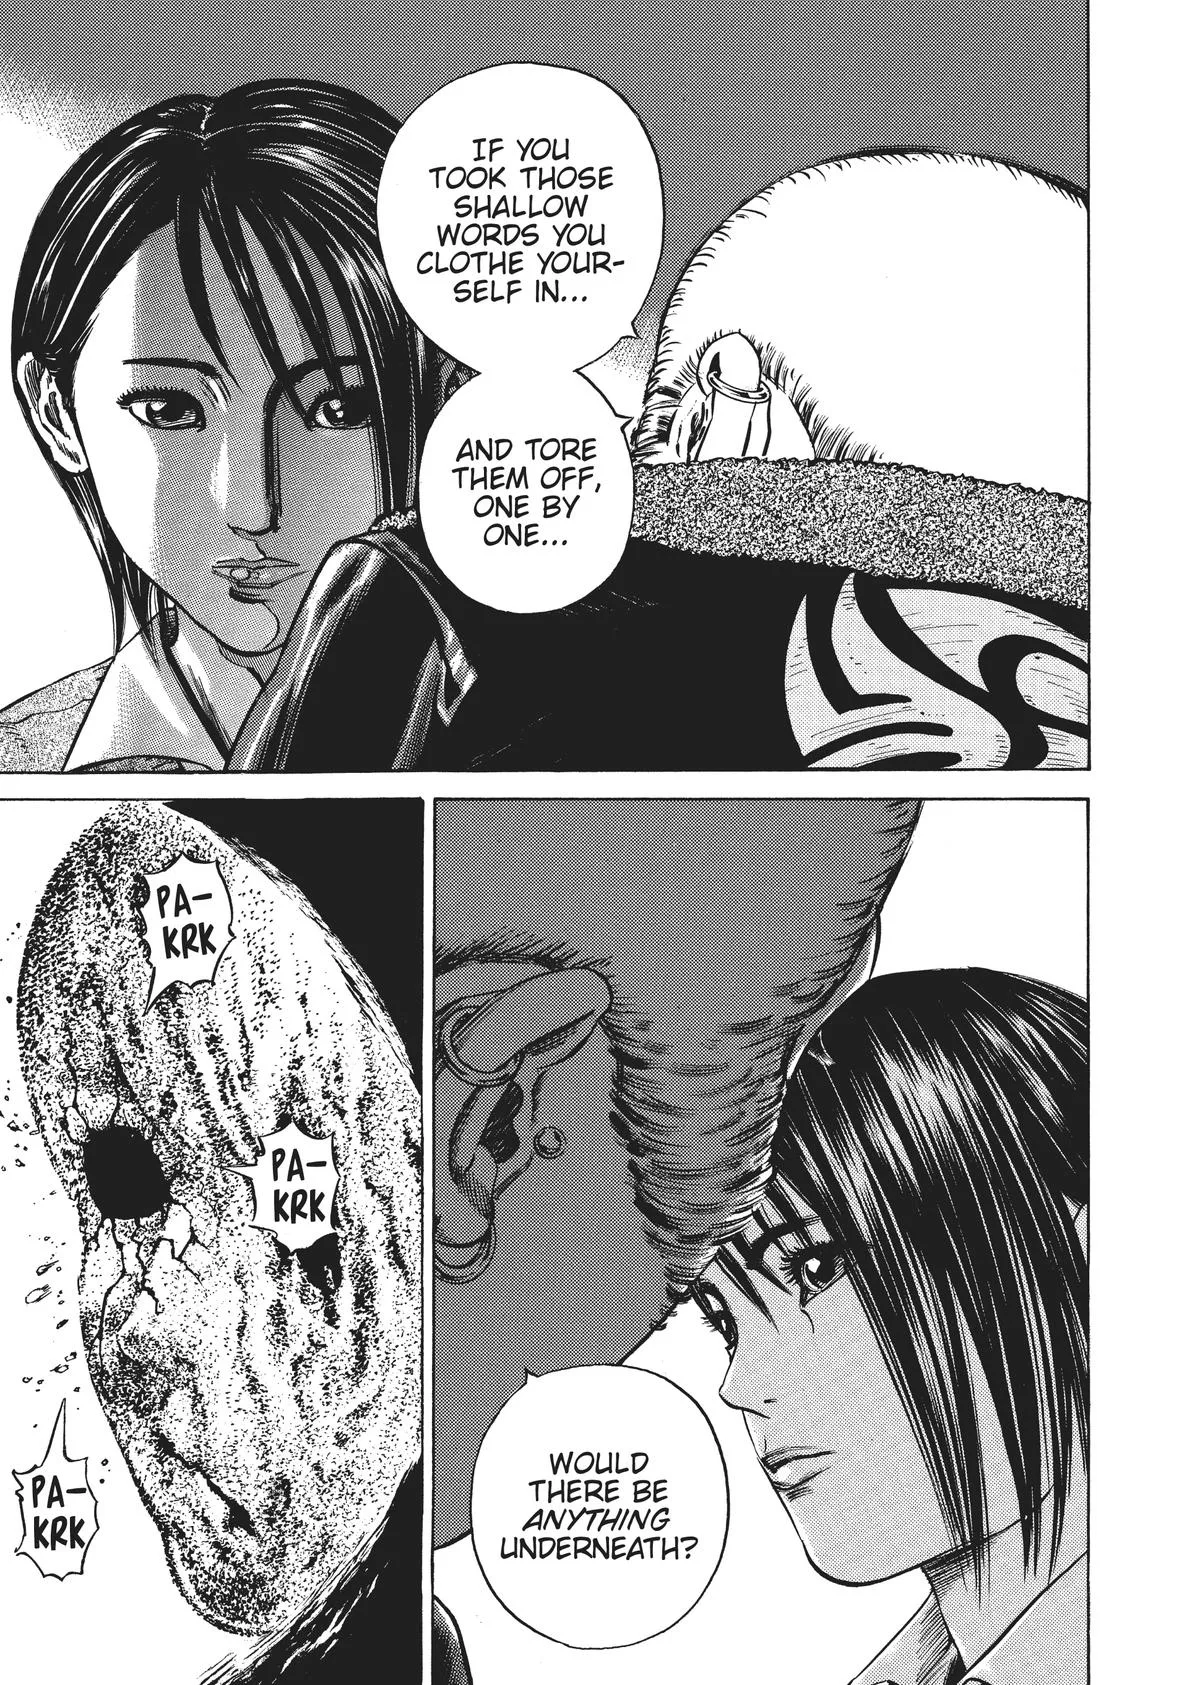 IF YOU
TOOK THOSE
SHALLOW
WORDS YOU
CLOTHE YOUR-
SELF IN...
AND TORE
THEM OFF,
ONE BY
ONE...
WOULD
THERE BE
ANYTHING
UNDERNEATH?
PA-
KRK
PA-
KRK
PA-
KRK